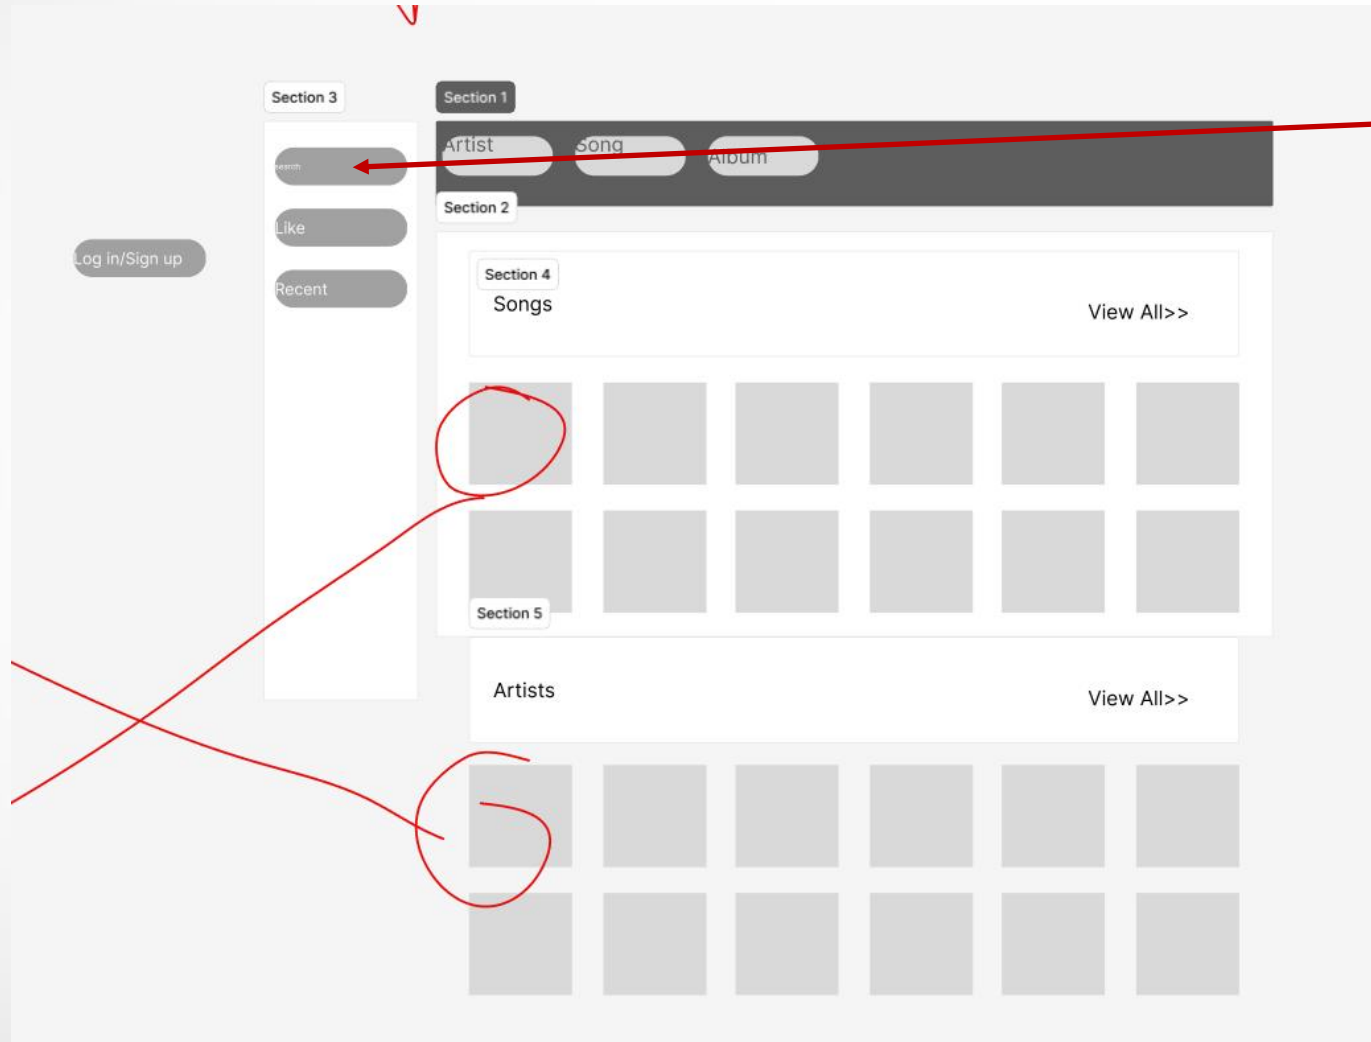 Section 3
Section 1
Artist
Song
Album
search
Section 2
Like
Log in/Sign up
Recent
Section 4
Songs
View All>>
Section 5
Artists
View All>>